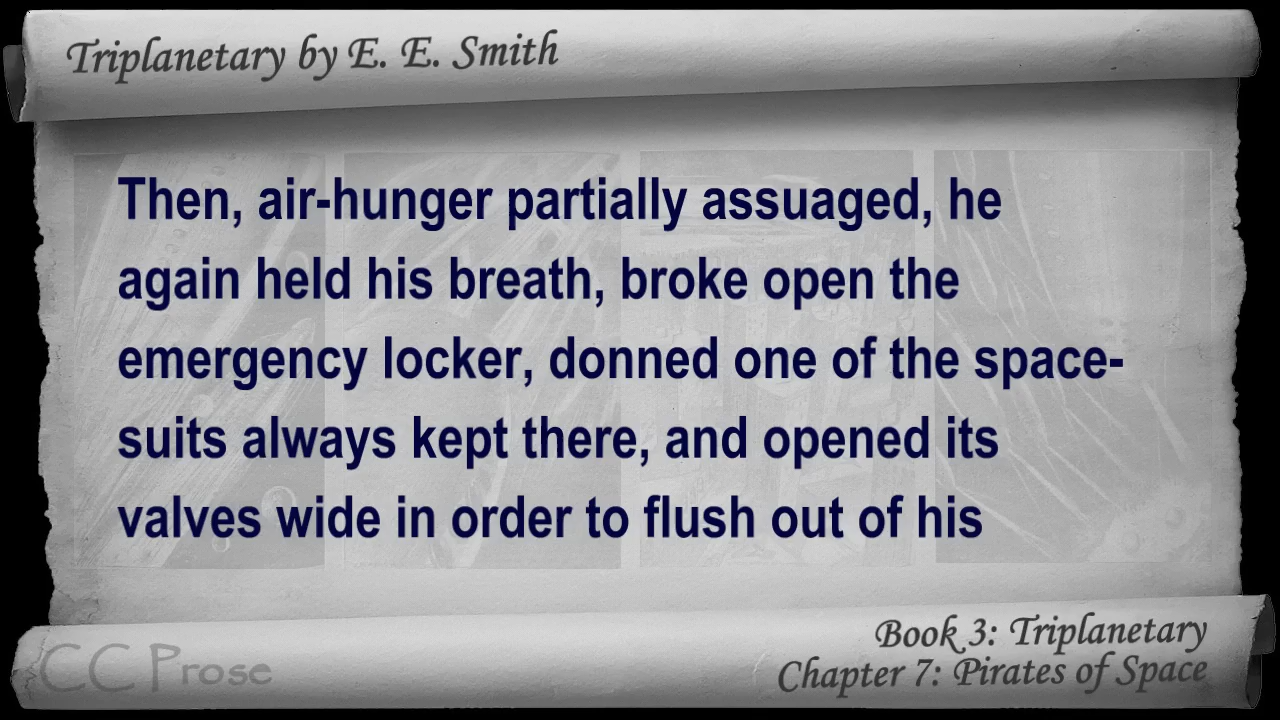 Triplanetary by E. E. Smith
Then, air-hunger partially assuaged, he
again held his breath, broke open the
emergency locker, donned one of the space-
suits always kept there, and opened its
valves wide in order to flush out of his
Book 3: Triplanetary
Chapter 7: Pirates of Space
CC Prose